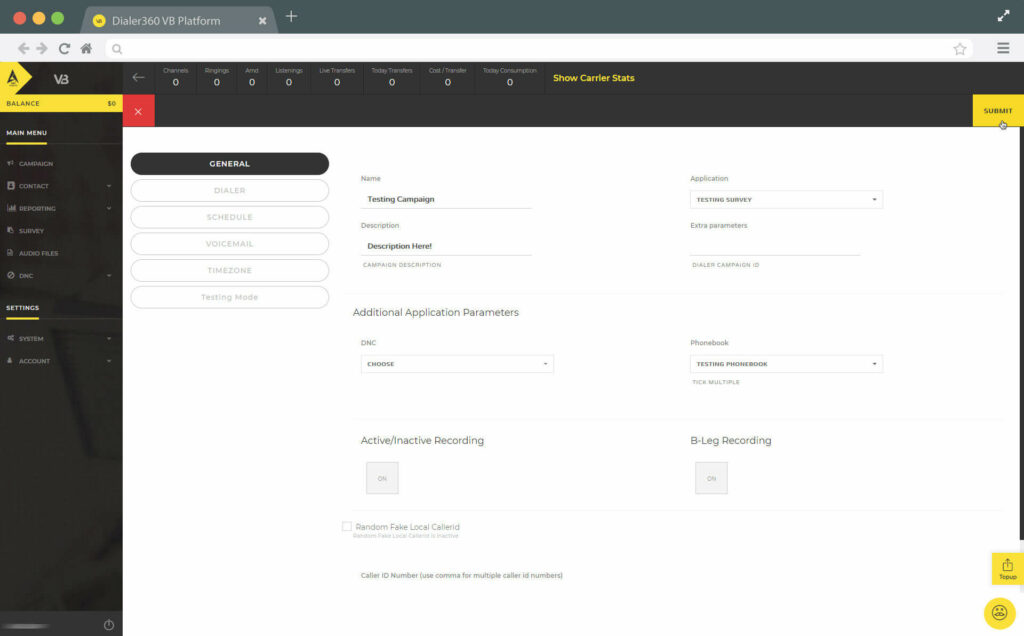 Dialer360 VB Platform
VB
Channels
0
Ringings
0
Amd
0
Listenings
0
Live Transfers
0
Today Transfers
0
Cost / Transfer
0
Today Consumption
0
Show Carrier Stats
BALANCE $0
SUBMIT
MAIN MENU
CAMPAIGN
CONTACT
REPORTING
SURVEY
AUDIO FILES
DNC
SETTINGS
SYSTEM
ACCOUNT
GENERAL
DIALER
SCHEDULE
VOICEMAIL
TIMEZONE
Testing Mode
Name
Testing Campaign
Application
TESTING SURVEY
Description
Description Here!
CAMPAIGN DESCRIPTION
Extra parameters
DIALER CAMPAIGN ID
Additional Application Parameters
DNC
CHOOSE
Phonebook
TESTING PHONEBOOK
TICK MULTIPLE
Active/Inactive Recording
ON
B-Leg Recording
ON
Random Fake Local Callerid
Random Fake Local Callerid is Inactive
Caller ID Number (use comma for multiple caller id numbers)
Topup